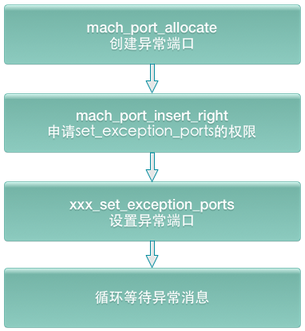 mach_port_allocate
创建异常端口
mach_port_insert_right
申请set_exception_ports的权限
xxx_set_exception_ports
设置异常端口
循环等待异常消息